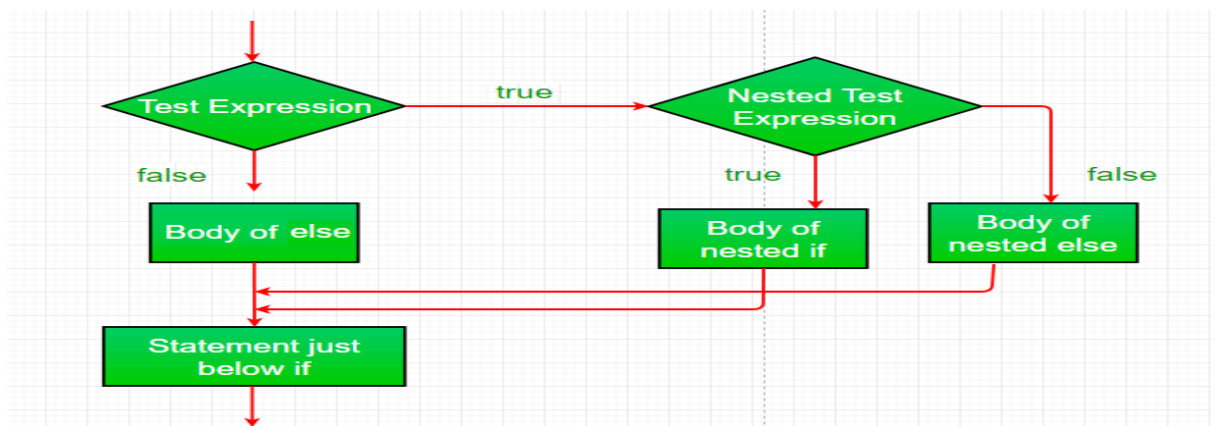 Test Expression
true
Nested Test
Expression
false
true
false
Body of else
Body of
nested if
Body of
nested else
Statement just
below if